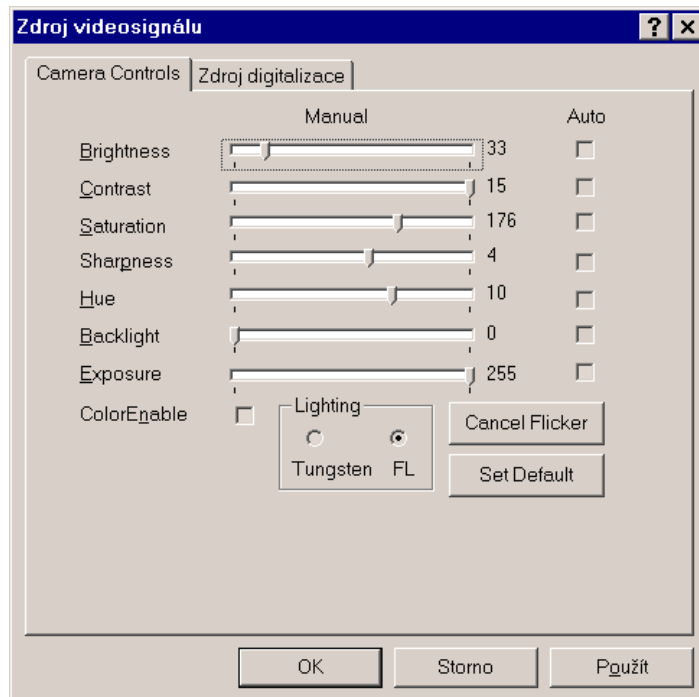 Zdroj videosignálu
Camera Controls Zdroj digitalizace
Manual Auto
Brightness 33
Contrast 15
Saturation 176
Sharpness 4
Hue 10
Backlight 0
Exposure 255
ColorEnable Lighting Cancel Flicker
Tungsten FL Set Default
OK Storno Použít